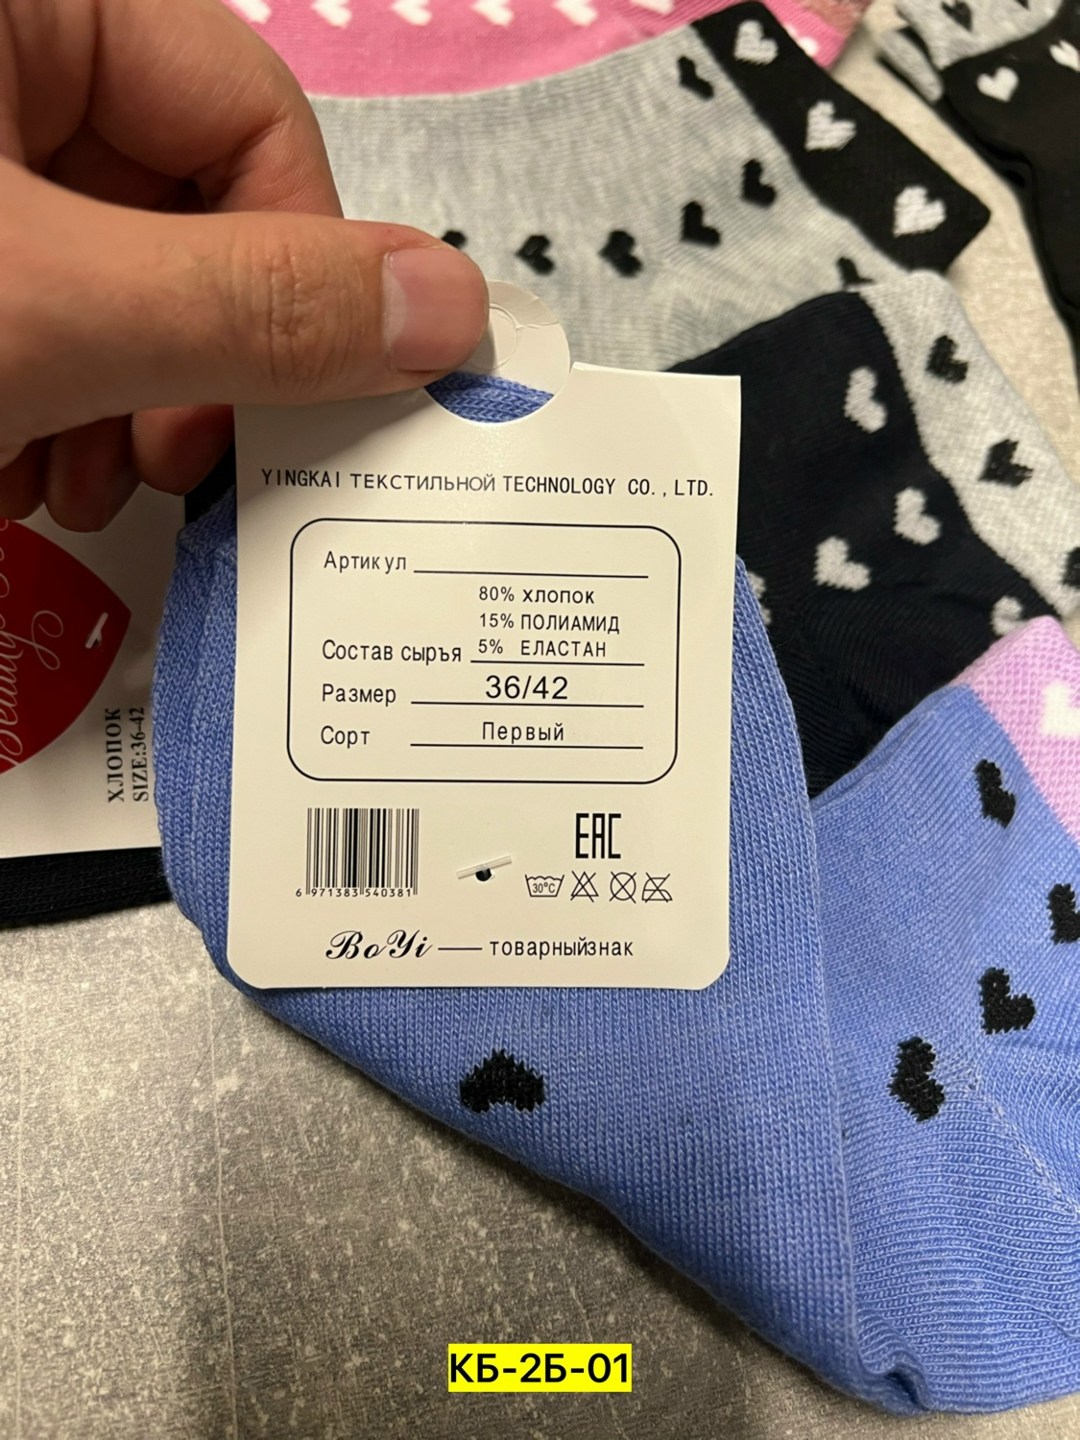 YINGKAI ТЕКСТИЛЬНОЙ TECHNOLOGY CO.,LTD.
Артикул
80% хлопок
15% ПОЛИАМИД
Состав сыръя 5% ЕЛАСТАН
Размер 36/42
Сорт Первый
6 971383 540381
EAC
30°C
BoYi — товарныйзнак
ХЛОПОК
SIZE:36-42
КБ-2Б-01